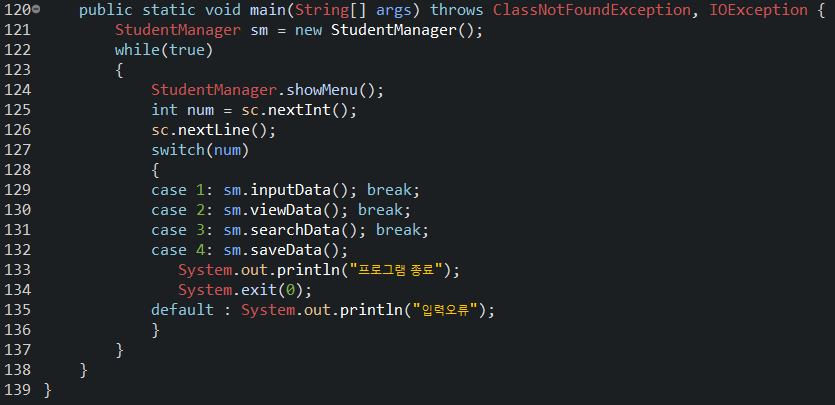 120 public static void main(String[] args) throws ClassNotFoundException, IOException {
121 StudentManager sm = new StudentManager();
122 while(true)
123 {
124 StudentManager.showMenu();
125 int num = sc.nextInt();
126 sc.nextLine();
127 switch(num)
128 {
129 case 1: sm.inputData(); break;
130 case 2: sm.viewData(); break;
131 case 3: sm.searchData(); break;
132 case 4: sm.saveData();
133 System.out.println("프로그램 종료");
134 System.exit(0);
135 default : System.out.println("입력오류");
136 }
137 }
138 }
139 }